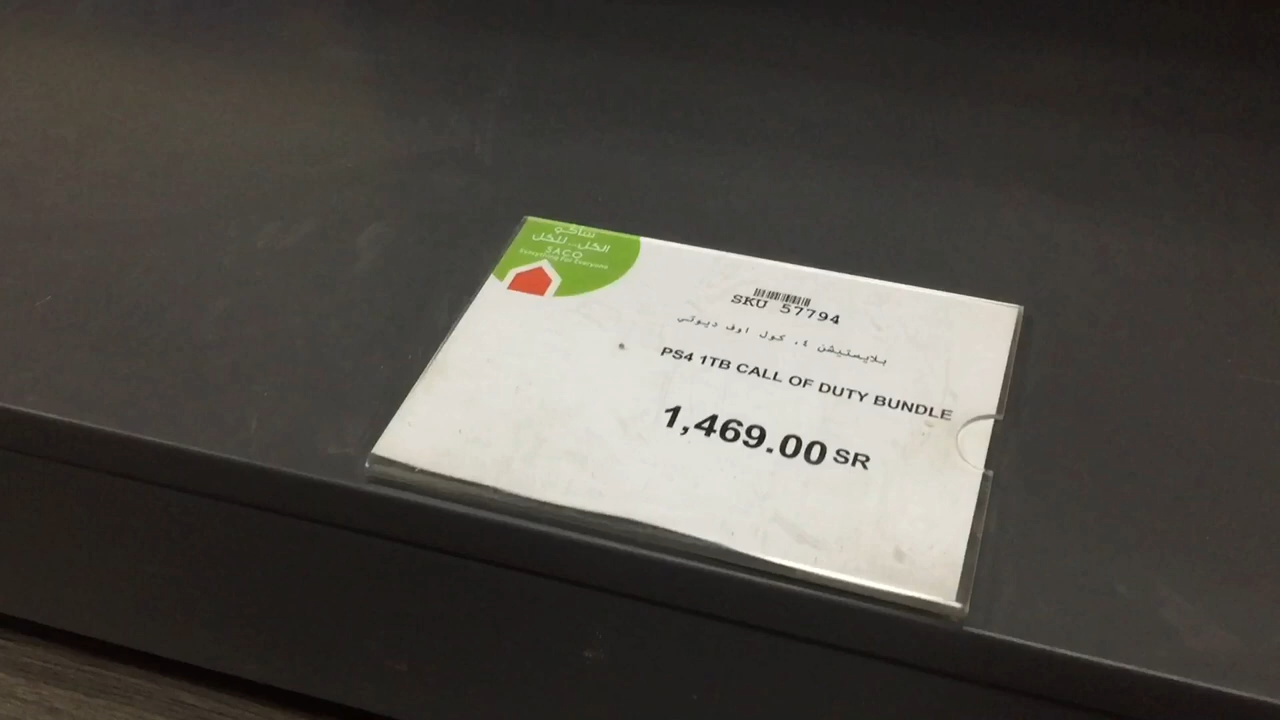 ساكو
الكل...للكل
SACO
Everything For Everyone
SKU 57794
بلايستيشن ٤، كول اوف ديوتي
PS4 1TB CALL OF DUTY BUNDLE
1,469.00 SR